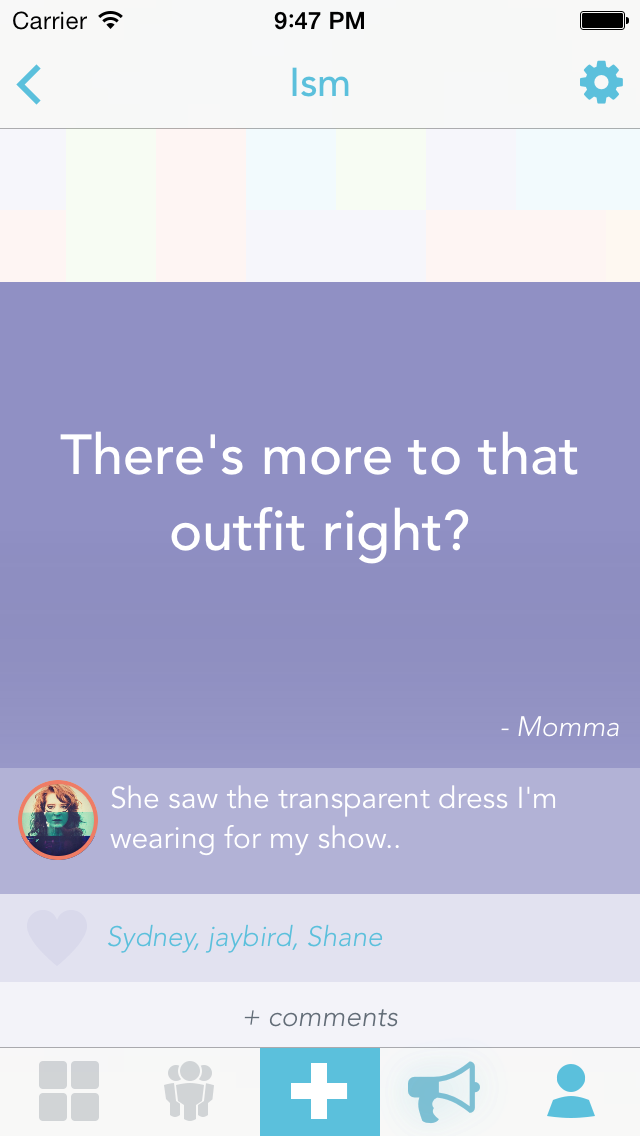 Carrier 9:47 PM
Ism
There's more to that
outfit right?
- Momma
She saw the transparent dress I'm
wearing for my show..
Sydney, jaybird, Shane
+ comments